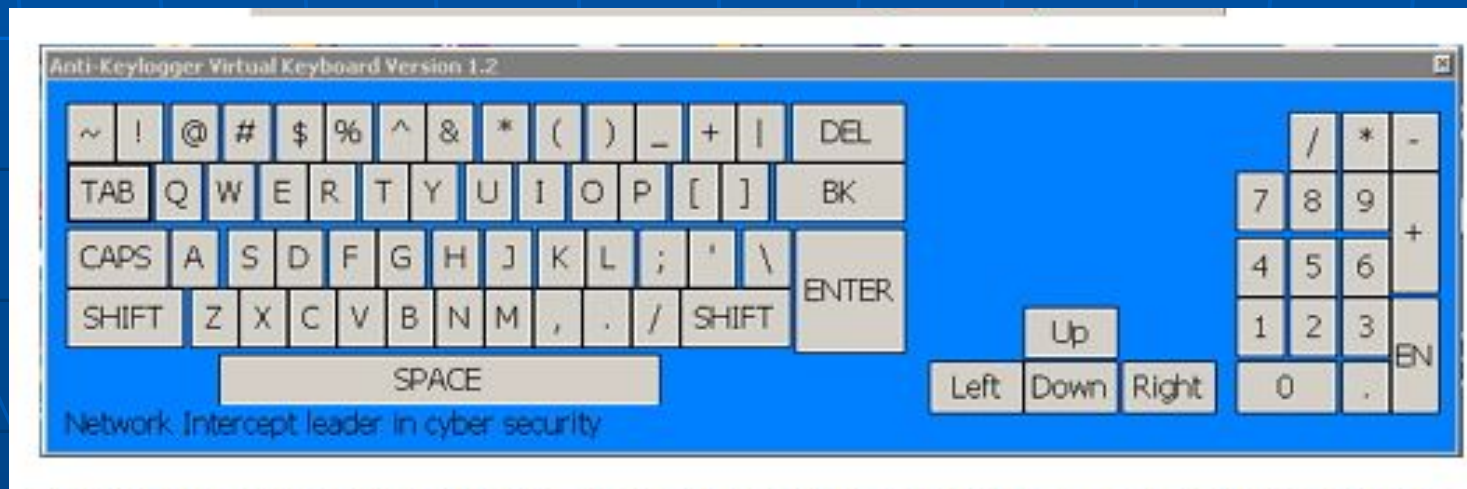 Anti-Keylogger Virtual Keyboard Version 1.2
~ ! @ # $ % ^ & * ( ) _ + | DEL / * -
TAB Q W E R T Y U I O P [ ] BK 7 8 9 +
CAPS A S D F G H J K L ; ' \ ENTER 4 5 6
SHIFT Z X C V B N M , . / SHIFT Up 1 2 3 EN
SPACE Left Down Right 0 .
Network Intercept leader in cyber security